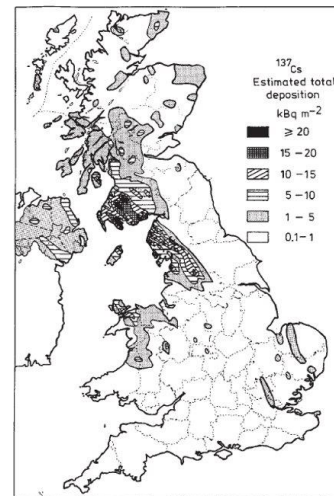 137Cs
Estimated total
deposition
kBq m-2
≥ 20
15 - 20
10 - 15
5 - 10
1 - 5
0.1 - 1